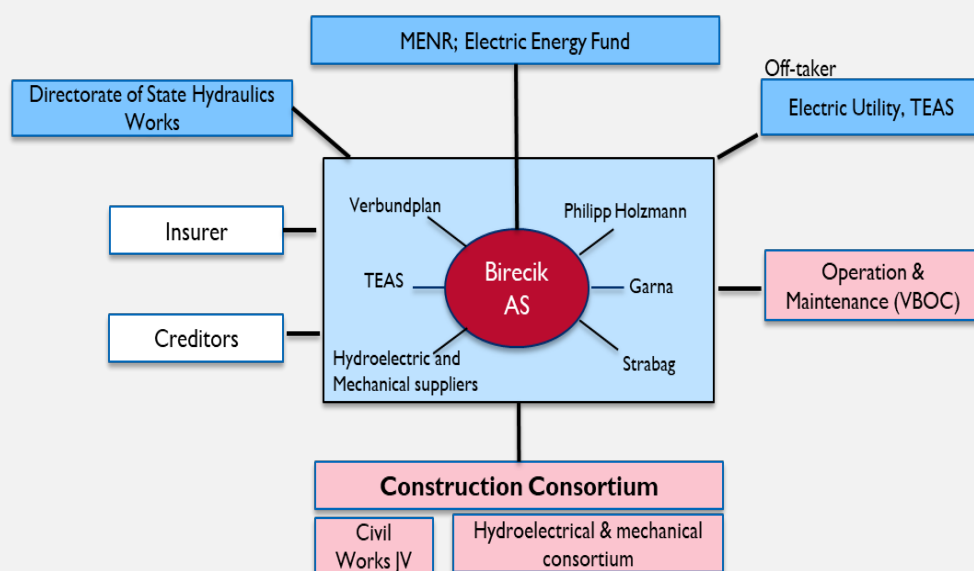 MENR; Electric Energy Fund
Off-taker
Directorate of State Hydraulics
Works
Electric Utility, TEAS
Verbundplan
Philipp Holzmann
Insurer
Birecik
AS
TEAS
Garna
Operation &
Maintenance (VBOC)
Creditors
Hydroelectric and
Mechanical suppliers
Strabag
Construction Consortium
Civil
Works JV
Hydroelectrical & mechanical
consortium